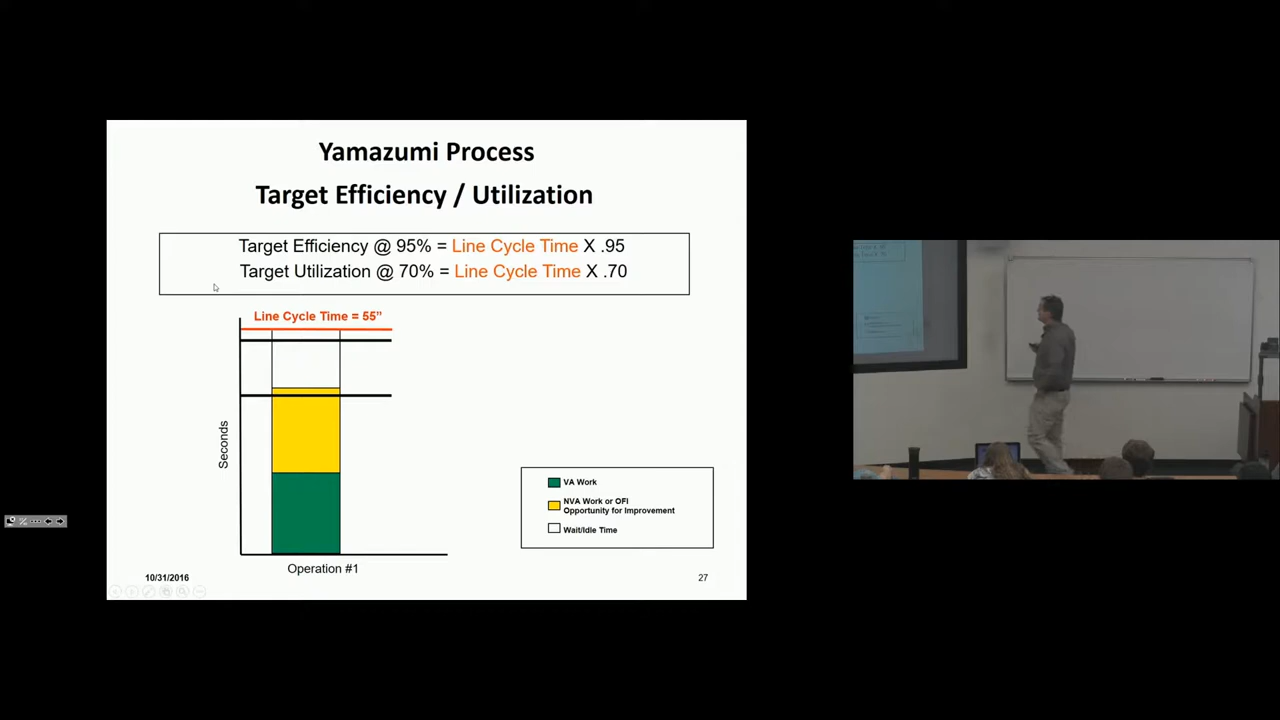 Yamazumi Process
Target Efficiency / Utilization
Target Efficiency @ 95% = Line Cycle Time X .95
Target Utilization @ 70% = Line Cycle Time X .70
Line Cycle Time = 55”
Seconds
VA Work
NVA Work or OFI
Opportunity for Improvement
Wait/Idle Time
Operation #1
10/31/2016
27